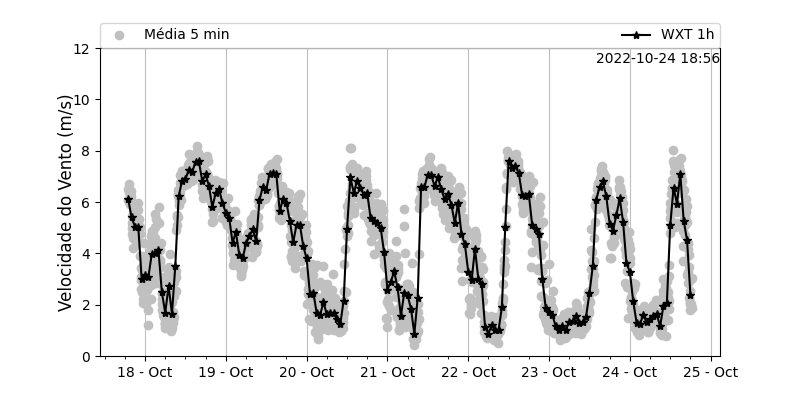 Média 5 min WXT 1h
2022-10-24 18:56
Velocidade do Vento (m/s)
12
10
8
6
4
2
0
18 - Oct 19 - Oct 20 - Oct 21 - Oct 22 - Oct 23 - Oct 24 - Oct 25 - Oct